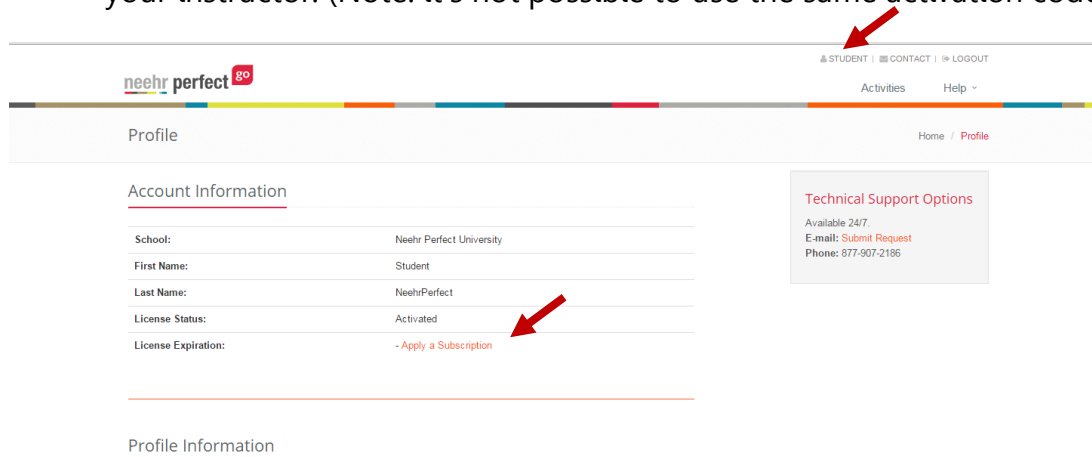 your instructor. (Note: It's not possible to use the same activation code
STUDENT | CONTACT | LOGOUT
neehr perfect go
Activities Help
Profile
Home / Profile
Account Information
Technical Support Options
Available 24/7.
E-mail: Submit Request
Phone: 877-907-2186
School: Neehr Perfect University
First Name: Student
Last Name: NeehrPerfect
License Status: Activated
License Expiration: - Apply a Subscription
Profile Information